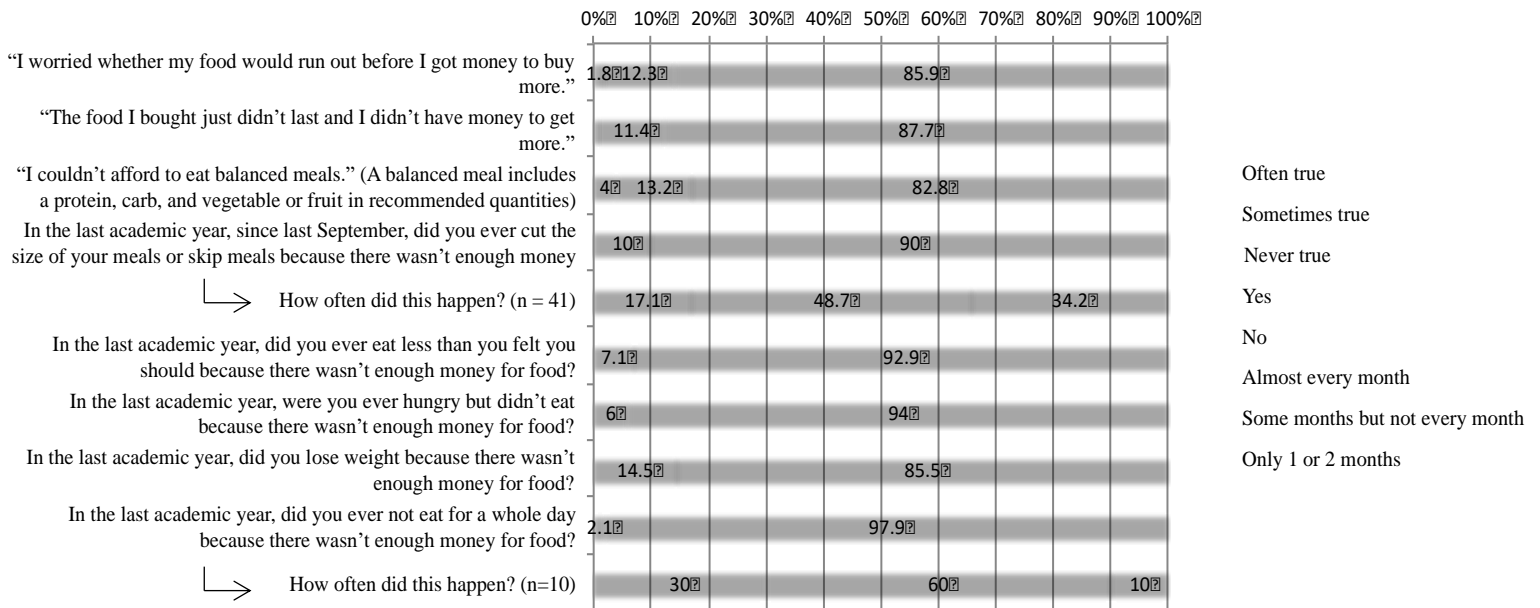 0% 10% 20% 30% 40% 50% 60% 70% 80% 90% 100%
“I worried whether my food would run out before I got money to buy
more.”
1.8 12.3 85.9
“The food I bought just didn’t last and I didn’t have money to get
more.”
11.4 87.7
“I couldn’t afford to eat balanced meals.” (A balanced meal includes
a protein, carb, and vegetable or fruit in recommended quantities)
4 13.2 82.8
In the last academic year, since last September, did you ever cut the
size of your meals or skip meals because there wasn’t enough money
10 90
How often did this happen? (n = 41)
17.1 48.7 34.2
In the last academic year, did you ever eat less than you felt you
should because there wasn’t enough money for food?
7.1 92.9
In the last academic year, were you ever hungry but didn’t eat
because there wasn’t enough money for food?
6 94
In the last academic year, did you lose weight because there wasn’t
enough money for food?
14.5 85.5
In the last academic year, did you ever not eat for a whole day
because there wasn’t enough money for food?
2.1 97.9
How often did this happen? (n=10)
30 60 10
Often true
Sometimes true
Never true
Yes
No
Almost every month
Some months but not every month
Only 1 or 2 months